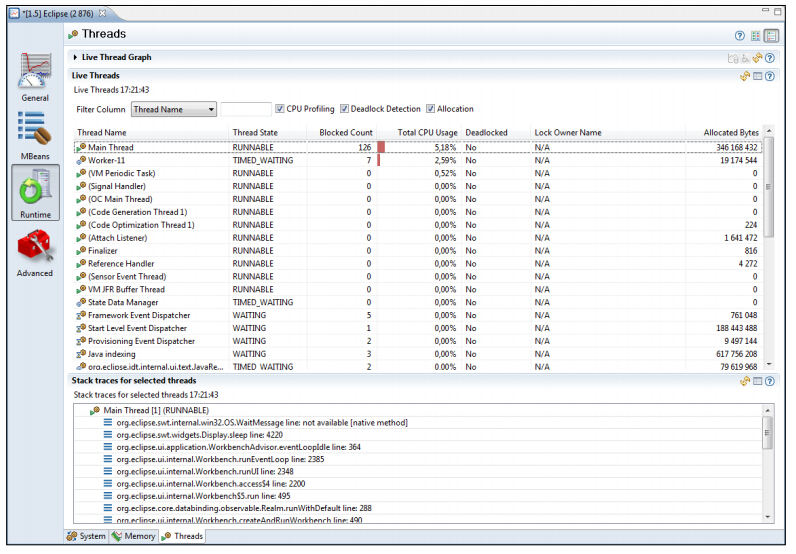 *[1.5] Eclipse (2 876)
Threads
Live Thread Graph
Live Threads
Live Threads 17:21:43
Filter Column Thread Name CPU Profiling Deadlock Detection Allocation
Thread Name Thread State Blocked Count Total CPU Usage Deadlocked Lock Owner Name Allocated Bytes
Main Thread RUNNABLE 126 5,18% No N/A 346 168 432
Worker-11 TIMED_WAITING 7 2,59% No N/A 19 174 544
(VM Periodic Task) RUNNABLE 0 0,52% No N/A 0
(Signal Handler) RUNNABLE 0 0,00% No N/A 0
(OC Main Thread) RUNNABLE 0 0,00% No N/A 0
(Code Generation Thread 1) RUNNABLE 0 0,00% No N/A 0
(Code Optimization Thread 1) RUNNABLE 0 0,00% No N/A 224
(Attach Listener) RUNNABLE 0 0,00% No N/A 1 641 472
Finalizer RUNNABLE 0 0,00% No N/A 816
Reference Handler RUNNABLE 0 0,00% No N/A 4 272
(Sensor Event Thread) RUNNABLE 0 0,00% No N/A 0
VM JFR Buffer Thread RUNNABLE 0 0,00% No N/A 0
State Data Manager TIMED_WAITING 0 0,00% No N/A 0
Framework Event Dispatcher WAITING 5 0,00% No N/A 761 048
Start Level Event Dispatcher WAITING 1 0,00% No N/A 188 443 488
Provisioning Event Dispatcher WAITING 2 0,00% No N/A 9 497 144
Java indexing WAITING 3 0,00% No N/A 617 756 208
org.eclipse.jdt.internal.ui.text.JavaRe... TIMED_WAITING 2 0,00% No N/A 79 619 968
General
MBeans
Runtime
Advanced
Stack traces for selected threads
Stack traces for selected threads 17:21:43
Main Thread [1] (RUNNABLE)
org.eclipse.swt.internal.win32.OS.WaitMessage line: not available [native method]
org.eclipse.swt.widgets.Display.sleep line: 4220
org.eclipse.ui.application.WorkbenchAdvisor.eventLoopIdle line: 364
org.eclipse.ui.internal.Workbench.runEventLoop line: 2385
org.eclipse.ui.internal.Workbench.runUI line: 2348
org.eclipse.ui.internal.Workbench.access$4 line: 2200
org.eclipse.ui.internal.Workbench$5.run line: 495
org.eclipse.core.databinding.observable.Realm.runWithDefault line: 288
org.eclipse.ui.internal.Workbench.createAndRunWorkbench line: 490
System Memory Threads